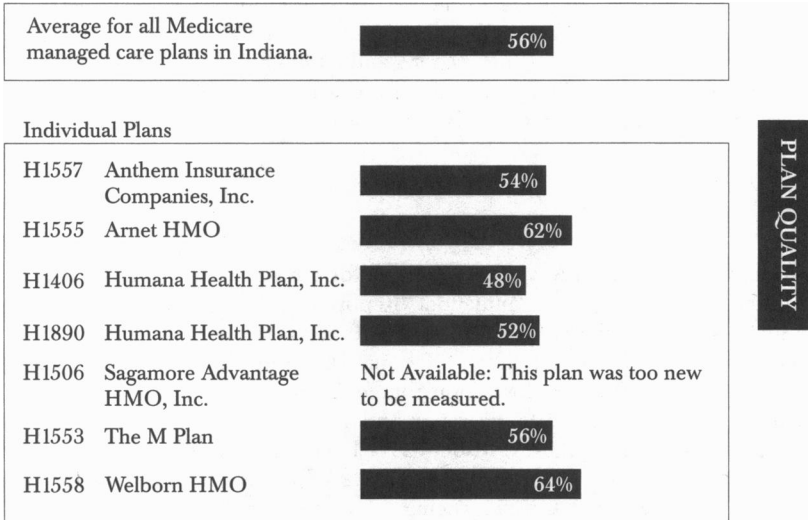 Average for all Medicare
managed care plans in Indiana.
56%
Individual Plans
H1557 Anthem Insurance
Companies, Inc.
54%
H1555 Arnet HMO 62%
H1406 Humana Health Plan, Inc. 48%
H1890 Humana Health Plan, Inc. 52%
H1506 Sagamore Advantage
HMO, Inc.
Not Available: This plan was too new
to be measured.
H1553 The M Plan 56%
H1558 Welborn HMO 64%
PLAN QUALITY